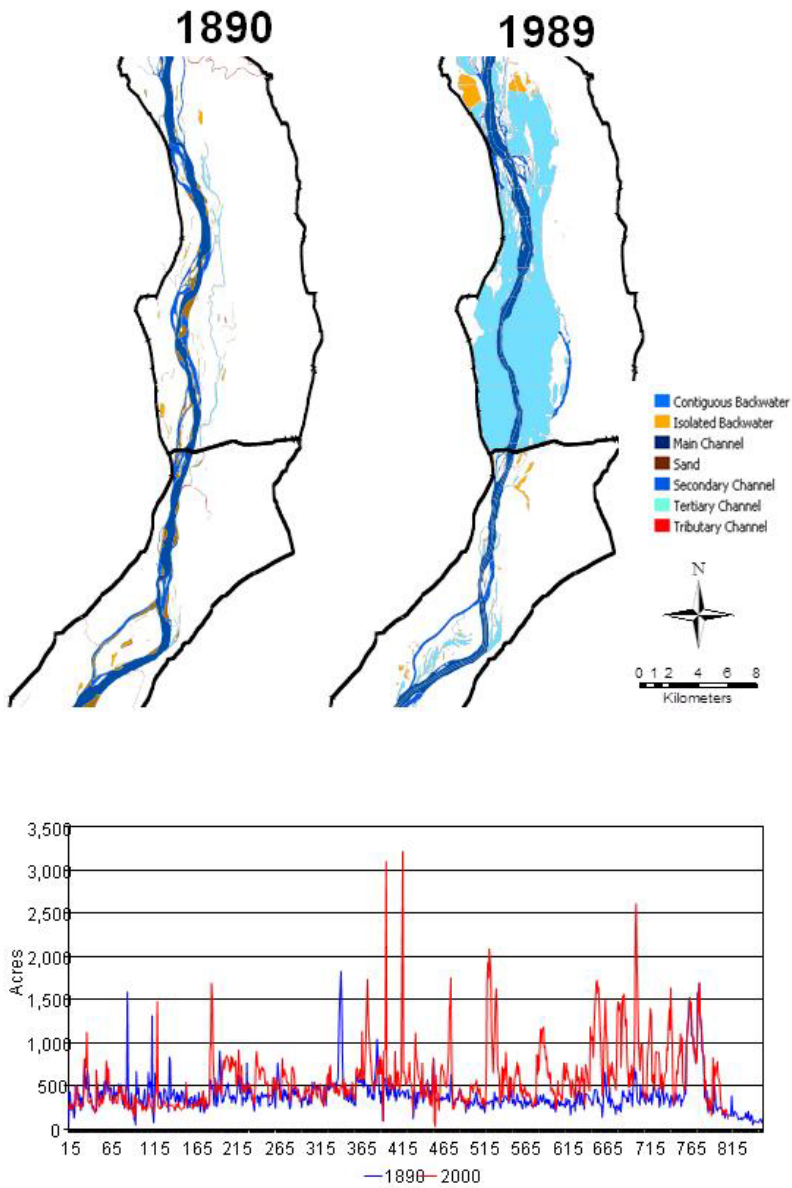 1890 1989
Contiguous Backwater
Isolated Backwater
Main Channel
Sand
Secondary Channel
Tertiary Channel
Tributary Channel
N
0 1 2 4 6 8
Kilometers
3,500
3,000
2,500
2,000
1,500
1,000
500
0
Acres
15 65 115 165 215 265 315 365 415 465 515 565 615 665 715 765 815
1890 2000